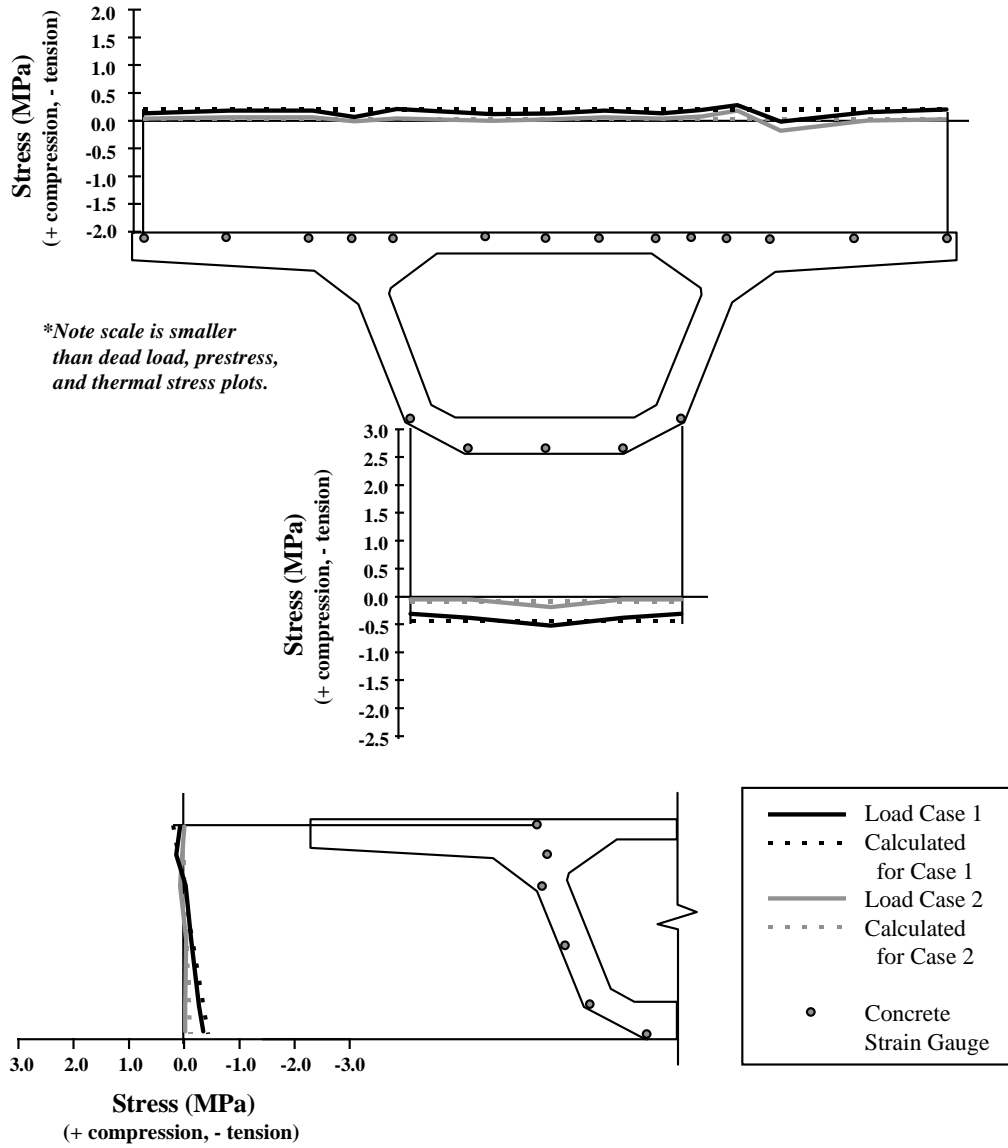 2.0
1.5
1.0
0.5
0.0
-0.5
-1.0
-1.5
-2.0
Stress (MPa)
(+ compression, - tension)
*Note scale is smaller
than dead load, prestress,
and thermal stress plots.
3.0
2.5
2.0
1.5
1.0
0.5
0.0
-0.5
-1.0
-1.5
-2.0
-2.5
Stress (MPa)
(+ compression, - tension)
3.0 2.0 1.0 0.0 -1.0 -2.0 -3.0
Stress (MPa)
(+ compression, - tension)
Load Case 1
Calculated
for Case 1
Load Case 2
Calculated
for Case 2
Concrete
Strain Gauge